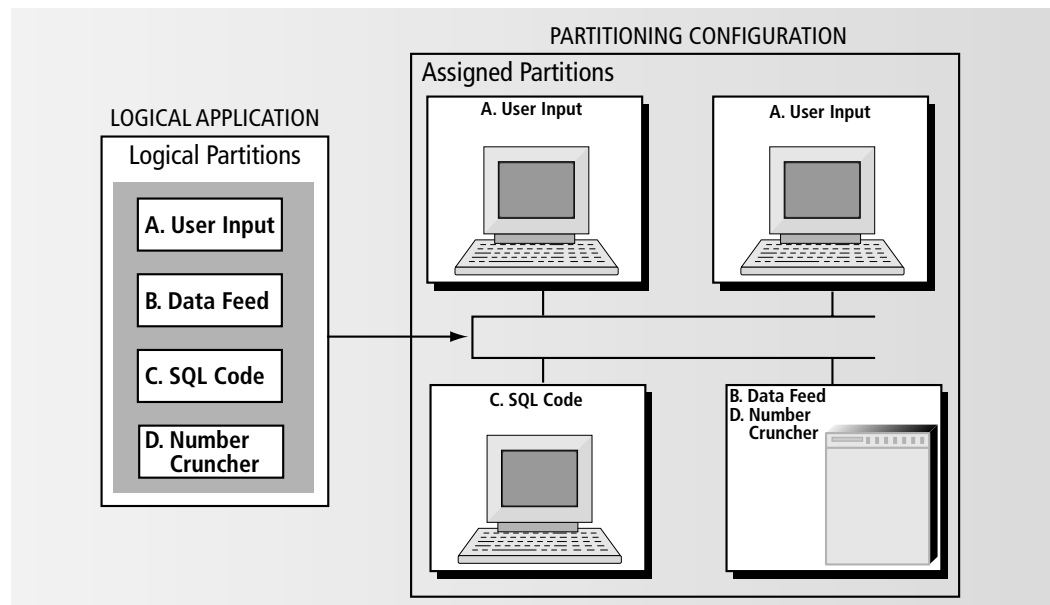 PARTITIONING CONFIGURATION
Assigned Partitions
A. User Input
A. User Input
LOGICAL APPLICATION
Logical Partitions
A. User Input
B. Data Feed
C. SQL Code
D. Number
Cruncher
C. SQL Code
B. Data Feed
D. Number
Cruncher